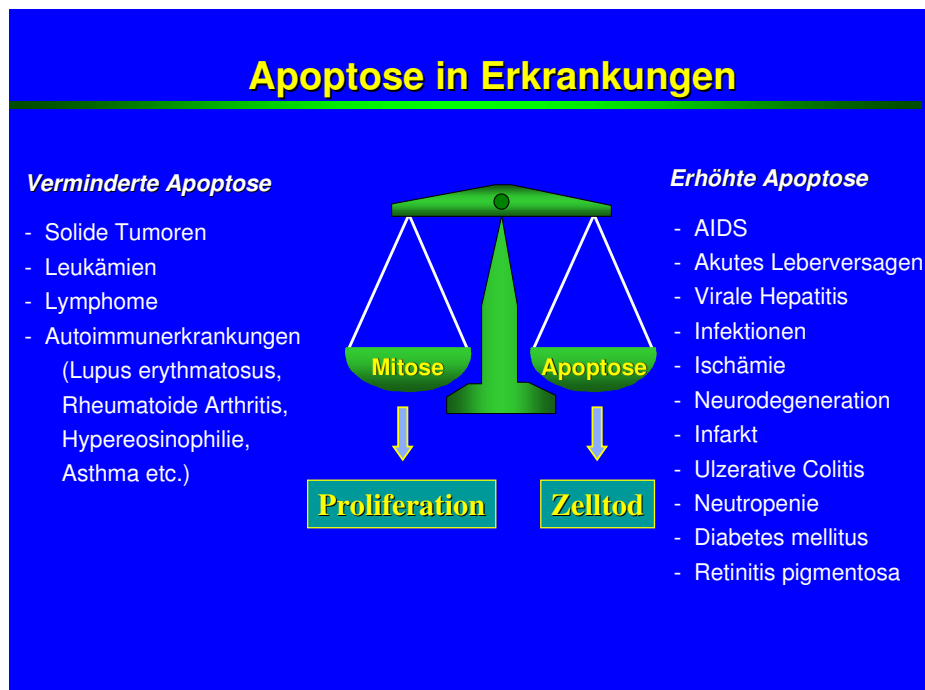 Apoptose in Erkrankungen
Verminderte Apoptose
- Solide Tumoren
- Leukämien
- Lymphome
- Autoimmunerkrankungen
(Lupus erythmatosus,
Rheumatoide Arthritis,
Hypereosinophilie,
Asthma etc.)
Mitose
Apoptose
Proliferation
Zelltod
Erhöhte Apoptose
- AIDS
- Akutes Leberversagen
- Virale Hepatitis
- Infektionen
- Ischämie
- Neurodegeneration
- Infarkt
- Ulzerative Colitis
- Neutropenie
- Diabetes mellitus
- Retinitis pigmentosa